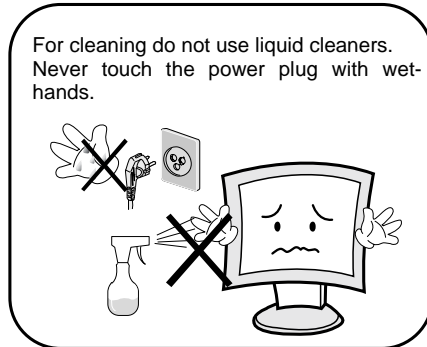 For cleaning do not use liquid cleaners.
Never touch the power plug with wet-
hands.